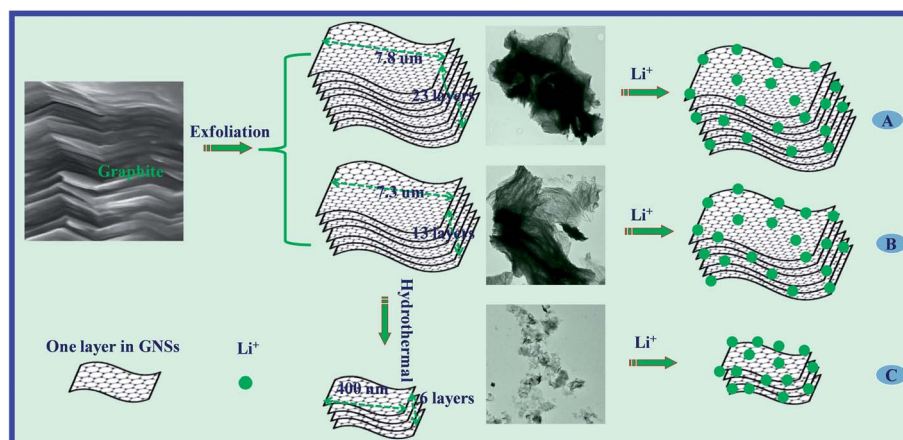 7.8 um
23 layers
Li⁺
A
Exfoliation
Graphite
7.3 um
13 layers
Li⁺
B
Hydrothermal
One layer in GNSs
Li⁺
Li⁺
400 nm
6 layers
C